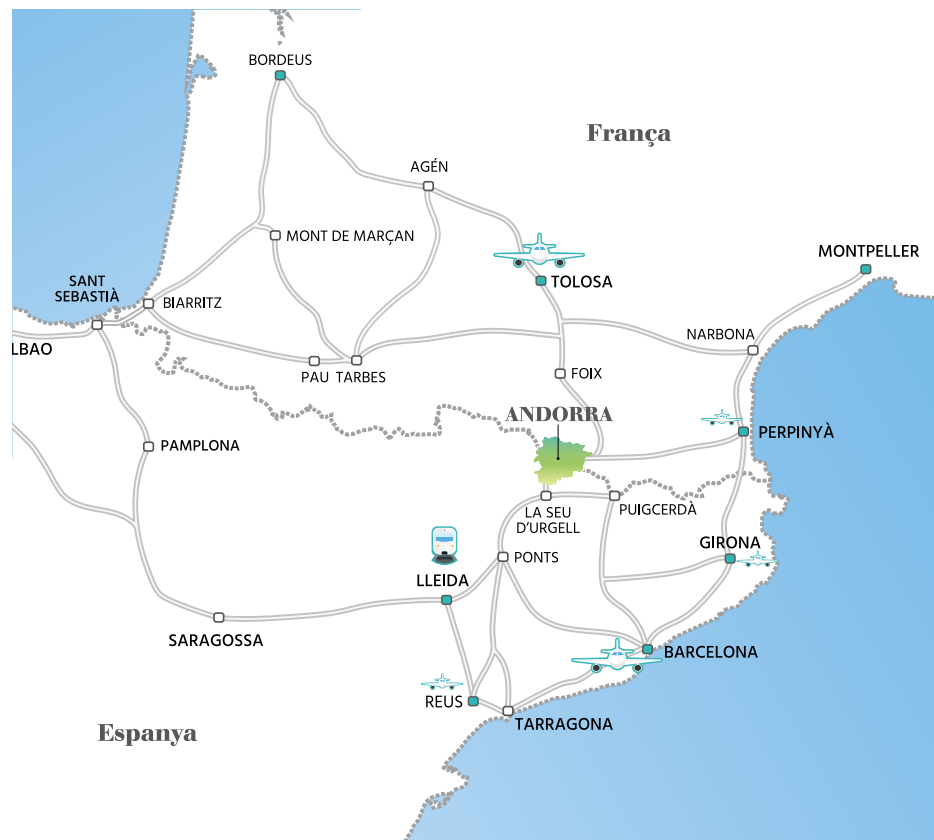 BORDEUS
França
AGÉN
MONT DE MARÇAN
MONTPELLER
SANT
SEBASTIÀ
TOLOSA
BIARRITZ
NARBONA
LBAO
PAU TARBES
FOIX
ANDORRA
PERPINYÀ
PAMPLONA
LA SEU
D'URGELL
PUIGCERDÀ
GIRONA
PONTS
LLEIDA
SARAGOSSA
BARCELONA
REUS
TARRAGONA
Espanya